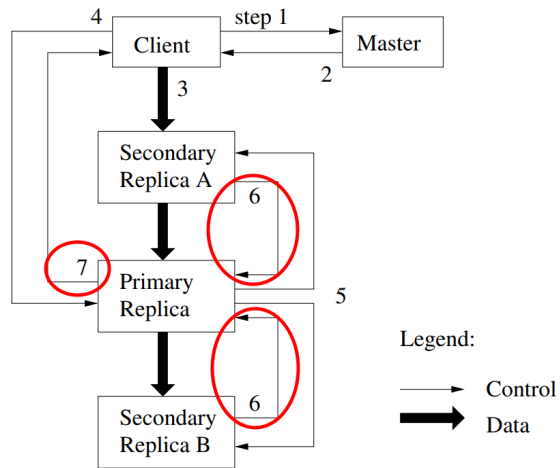 4
step 1
Client
Master
2
3
Secondary
Replica A
6
7
Primary
Replica
5
Legend:
Control
6
Secondary
Replica B
Data